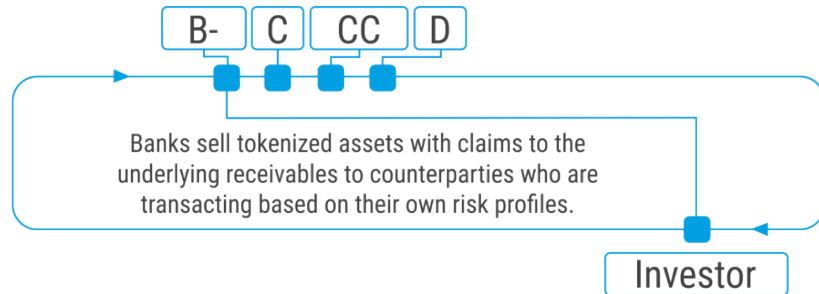 B- C CC D
Banks sell tokenized assets with claims to the
underlying receivables to counterparties who are
transacting based on their own risk profiles.
Investor